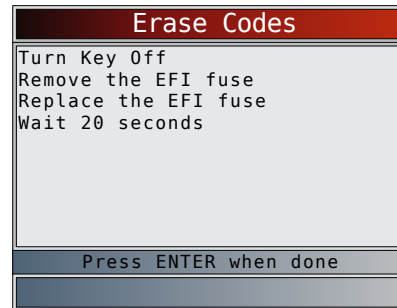 Erase Codes
Turn Key Off
Remove the EFI fuse
Replace the EFI fuse
Wait 20 seconds
Press ENTER when done